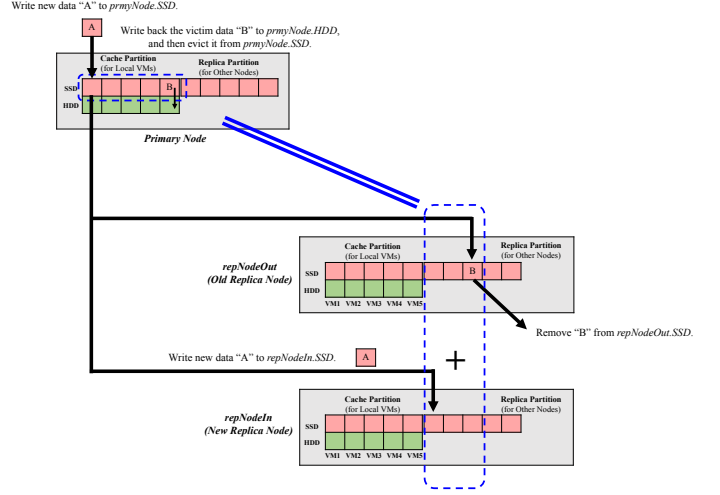 Write new data “A” to prmyNode.SSD.
A
Write back the victim data “B” to prmyNode.HDD,
and then evict it from prmyNode.SSD.
Cache Partition
(for Local VMs)
Replica Partition
(for Other Nodes)
SSD
B
HDD
Primary Node
Cache Partition
(for Local VMs)
Replica Partition
(for Other Nodes)
repNodeOut
(Old Replica Node)
SSD
B
HDD
VM1 VM2 VM3 VM4 VM5
Remove “B” from repNodeOut.SSD.
Write new data “A” to repNodeIn.SSD.
A
+
Cache Partition
(for Local VMs)
Replica Partition
(for Other Nodes)
repNodeIn
(New Replica Node)
SSD
HDD
VM1 VM2 VM3 VM4 VM5